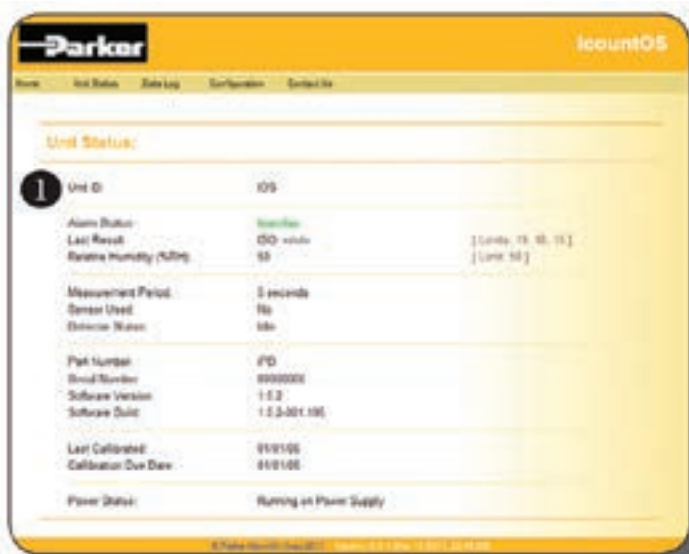 Parker
IcountOS
Home Unit Status Data Log Configuration Contact Us
Unit Status:
1 Unit ID iOS
Alarm Status:
Last Result ISO
Relative Humidity (%RH): 50 [ Limit: 50 ]
Measurement Period: 5 seconds
Sensor Used: No
Detector Status: Idle
Part Number iPD
Serial Number 00000000
Software Version 1.5.2
Software Build:
Last Calibrated: 01/01/05
Calibration Due Date 01/01/05
Power Status: Running on Power Supply